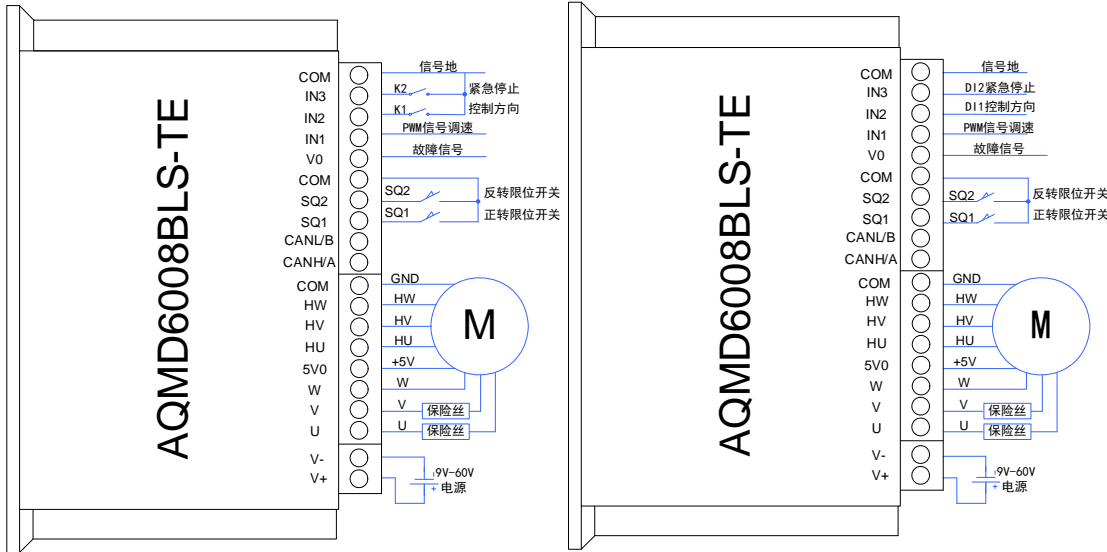 AQMD6008BLS-TE
COM
IN3
IN2
IN1
V0
COM
SQ2
SQ1
CANL/B
CANH/A
COM
HW
HV
HU
5V0
W
V
U
V-
V+
信号地
K2
紧急停止
K1
控制方向
PWM信号调速
故障信号
SQ2
反转限位开关
SQ1
正转限位开关
GND
HW
HV
HU
+5V
W
V
保险丝
U
保险丝
M
9V-60V
+
电源
AQMD6008BLS-TE
COM
IN3
IN2
IN1
V0
COM
SQ2
SQ1
CANL/B
CANH/A
COM
HW
HV
HU
5V0
W
V
U
V-
V+
信号地
DI2紧急停止
DI1控制方向
PWM信号调速
故障信号
SQ2
反转限位开关
SQ1
正转限位开关
GND
HW
HV
HU
+5V
W
V
保险丝
U
保险丝
M
9V-60V
+
电源